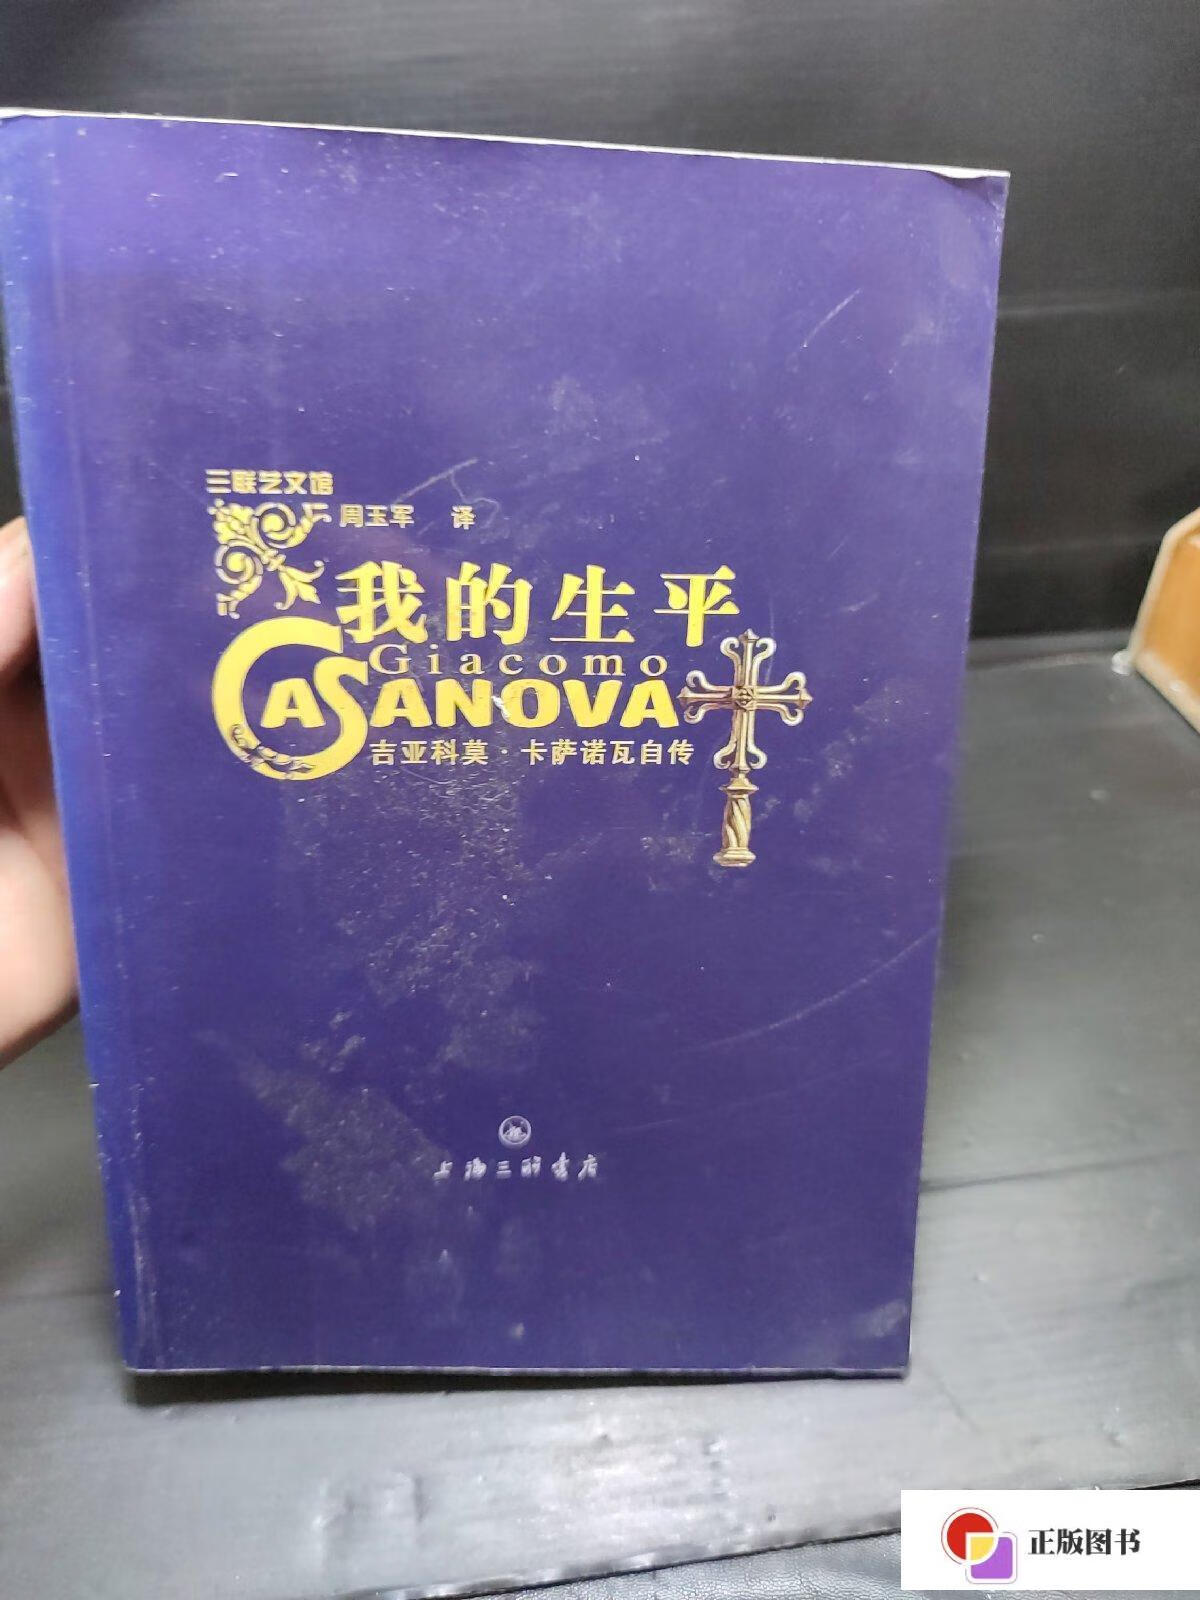 三联艺文馆
周玉军 译
我的生平
Giacomo
CASANOVA
吉亚科莫·卡萨诺瓦自传
上海三联书店
正版图书